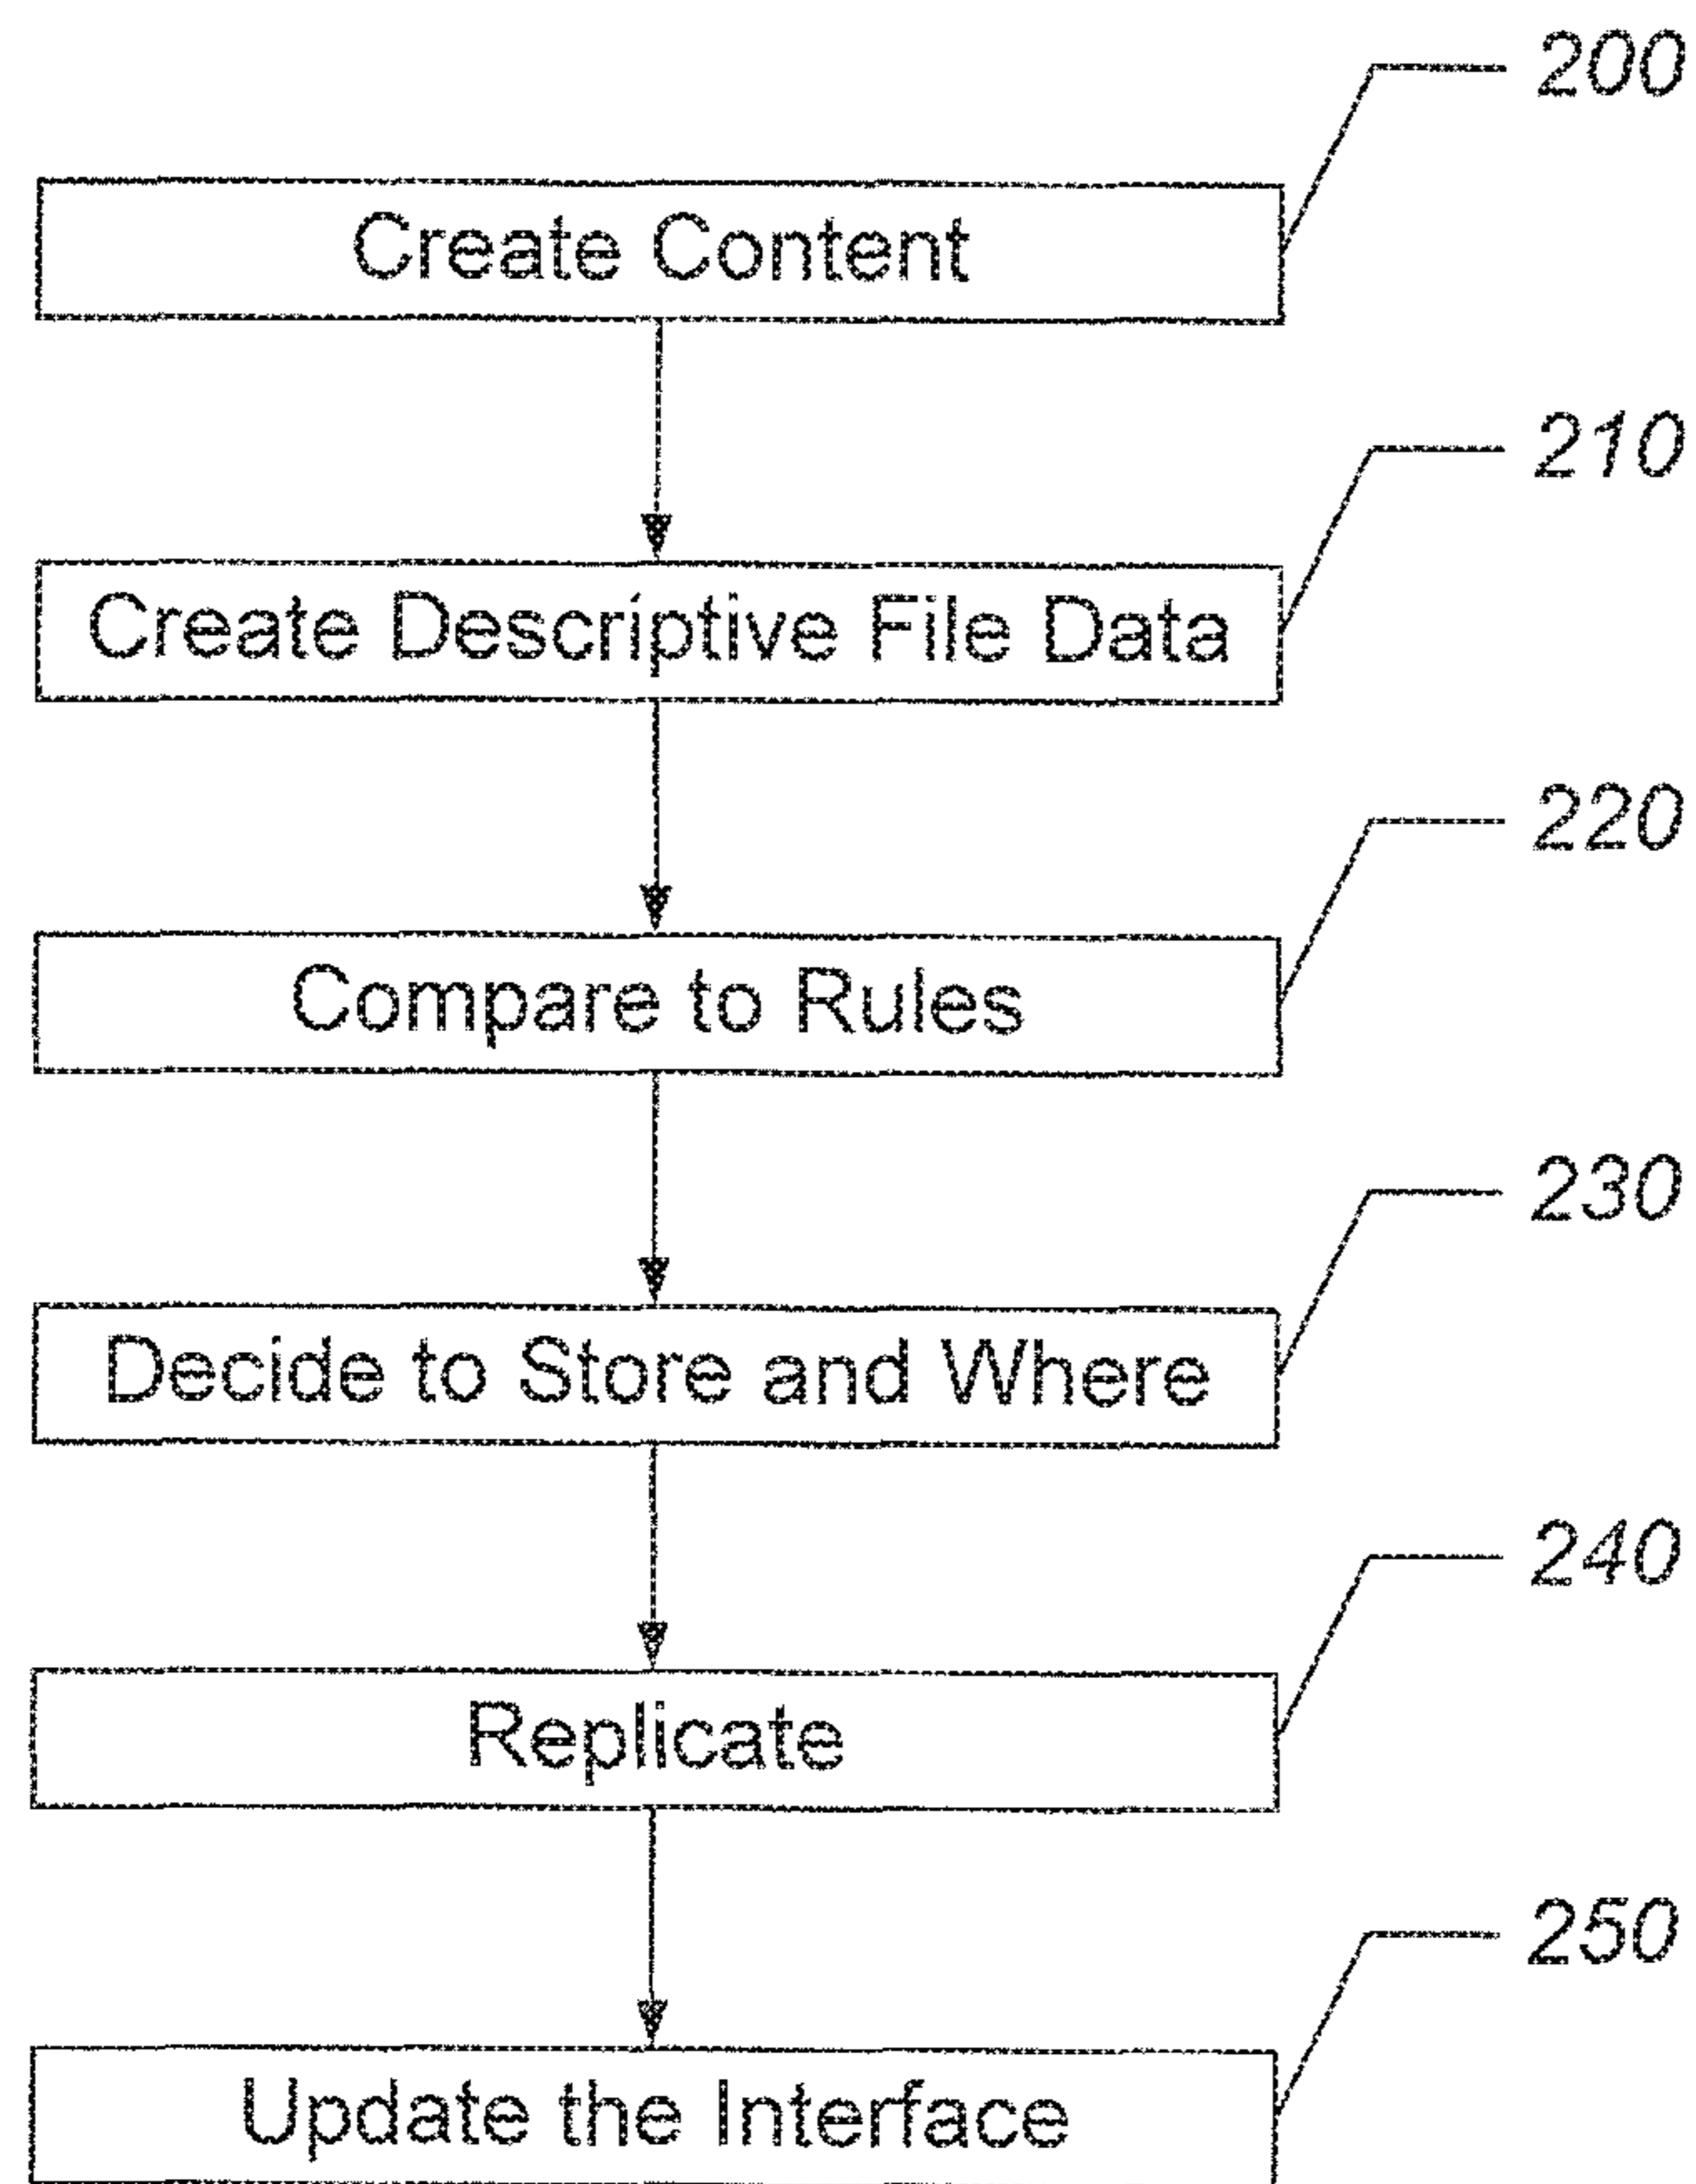 200
Create Content
210
Create Descriptive File Data
220
Compare to Rules
230
Decide to Store and Where
240
Replicate
250
Update the Interface